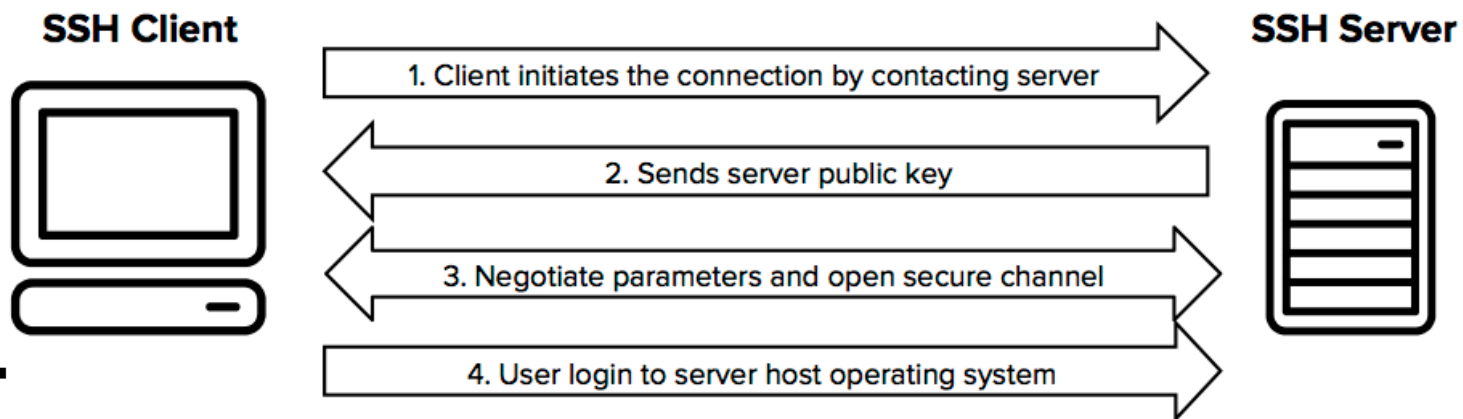 SSH Client
SSH Server
1. Client initiates the connection by contacting server
2. Sends server public key
3. Negotiate parameters and open secure channel
4. User login to server host operating system